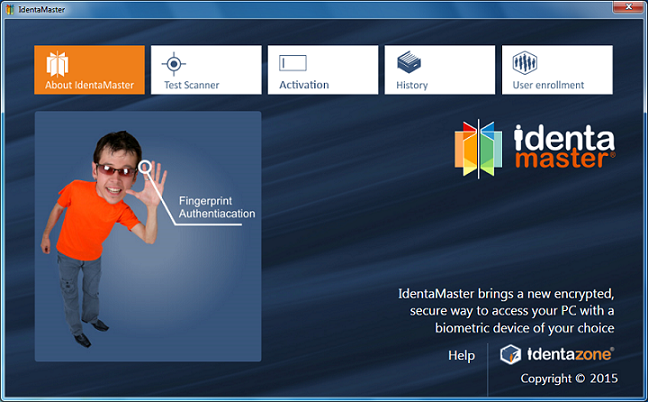 IdentaMaster
About IdentaMaster
Test Scanner
Activation
History
User enrollment
Fingerprint
Authentiacation
identa
master®
IdentaMaster brings a new encrypted,
secure way to access your PC with a
biometric device of your choice
Help
identazone®
Copyright © 2015